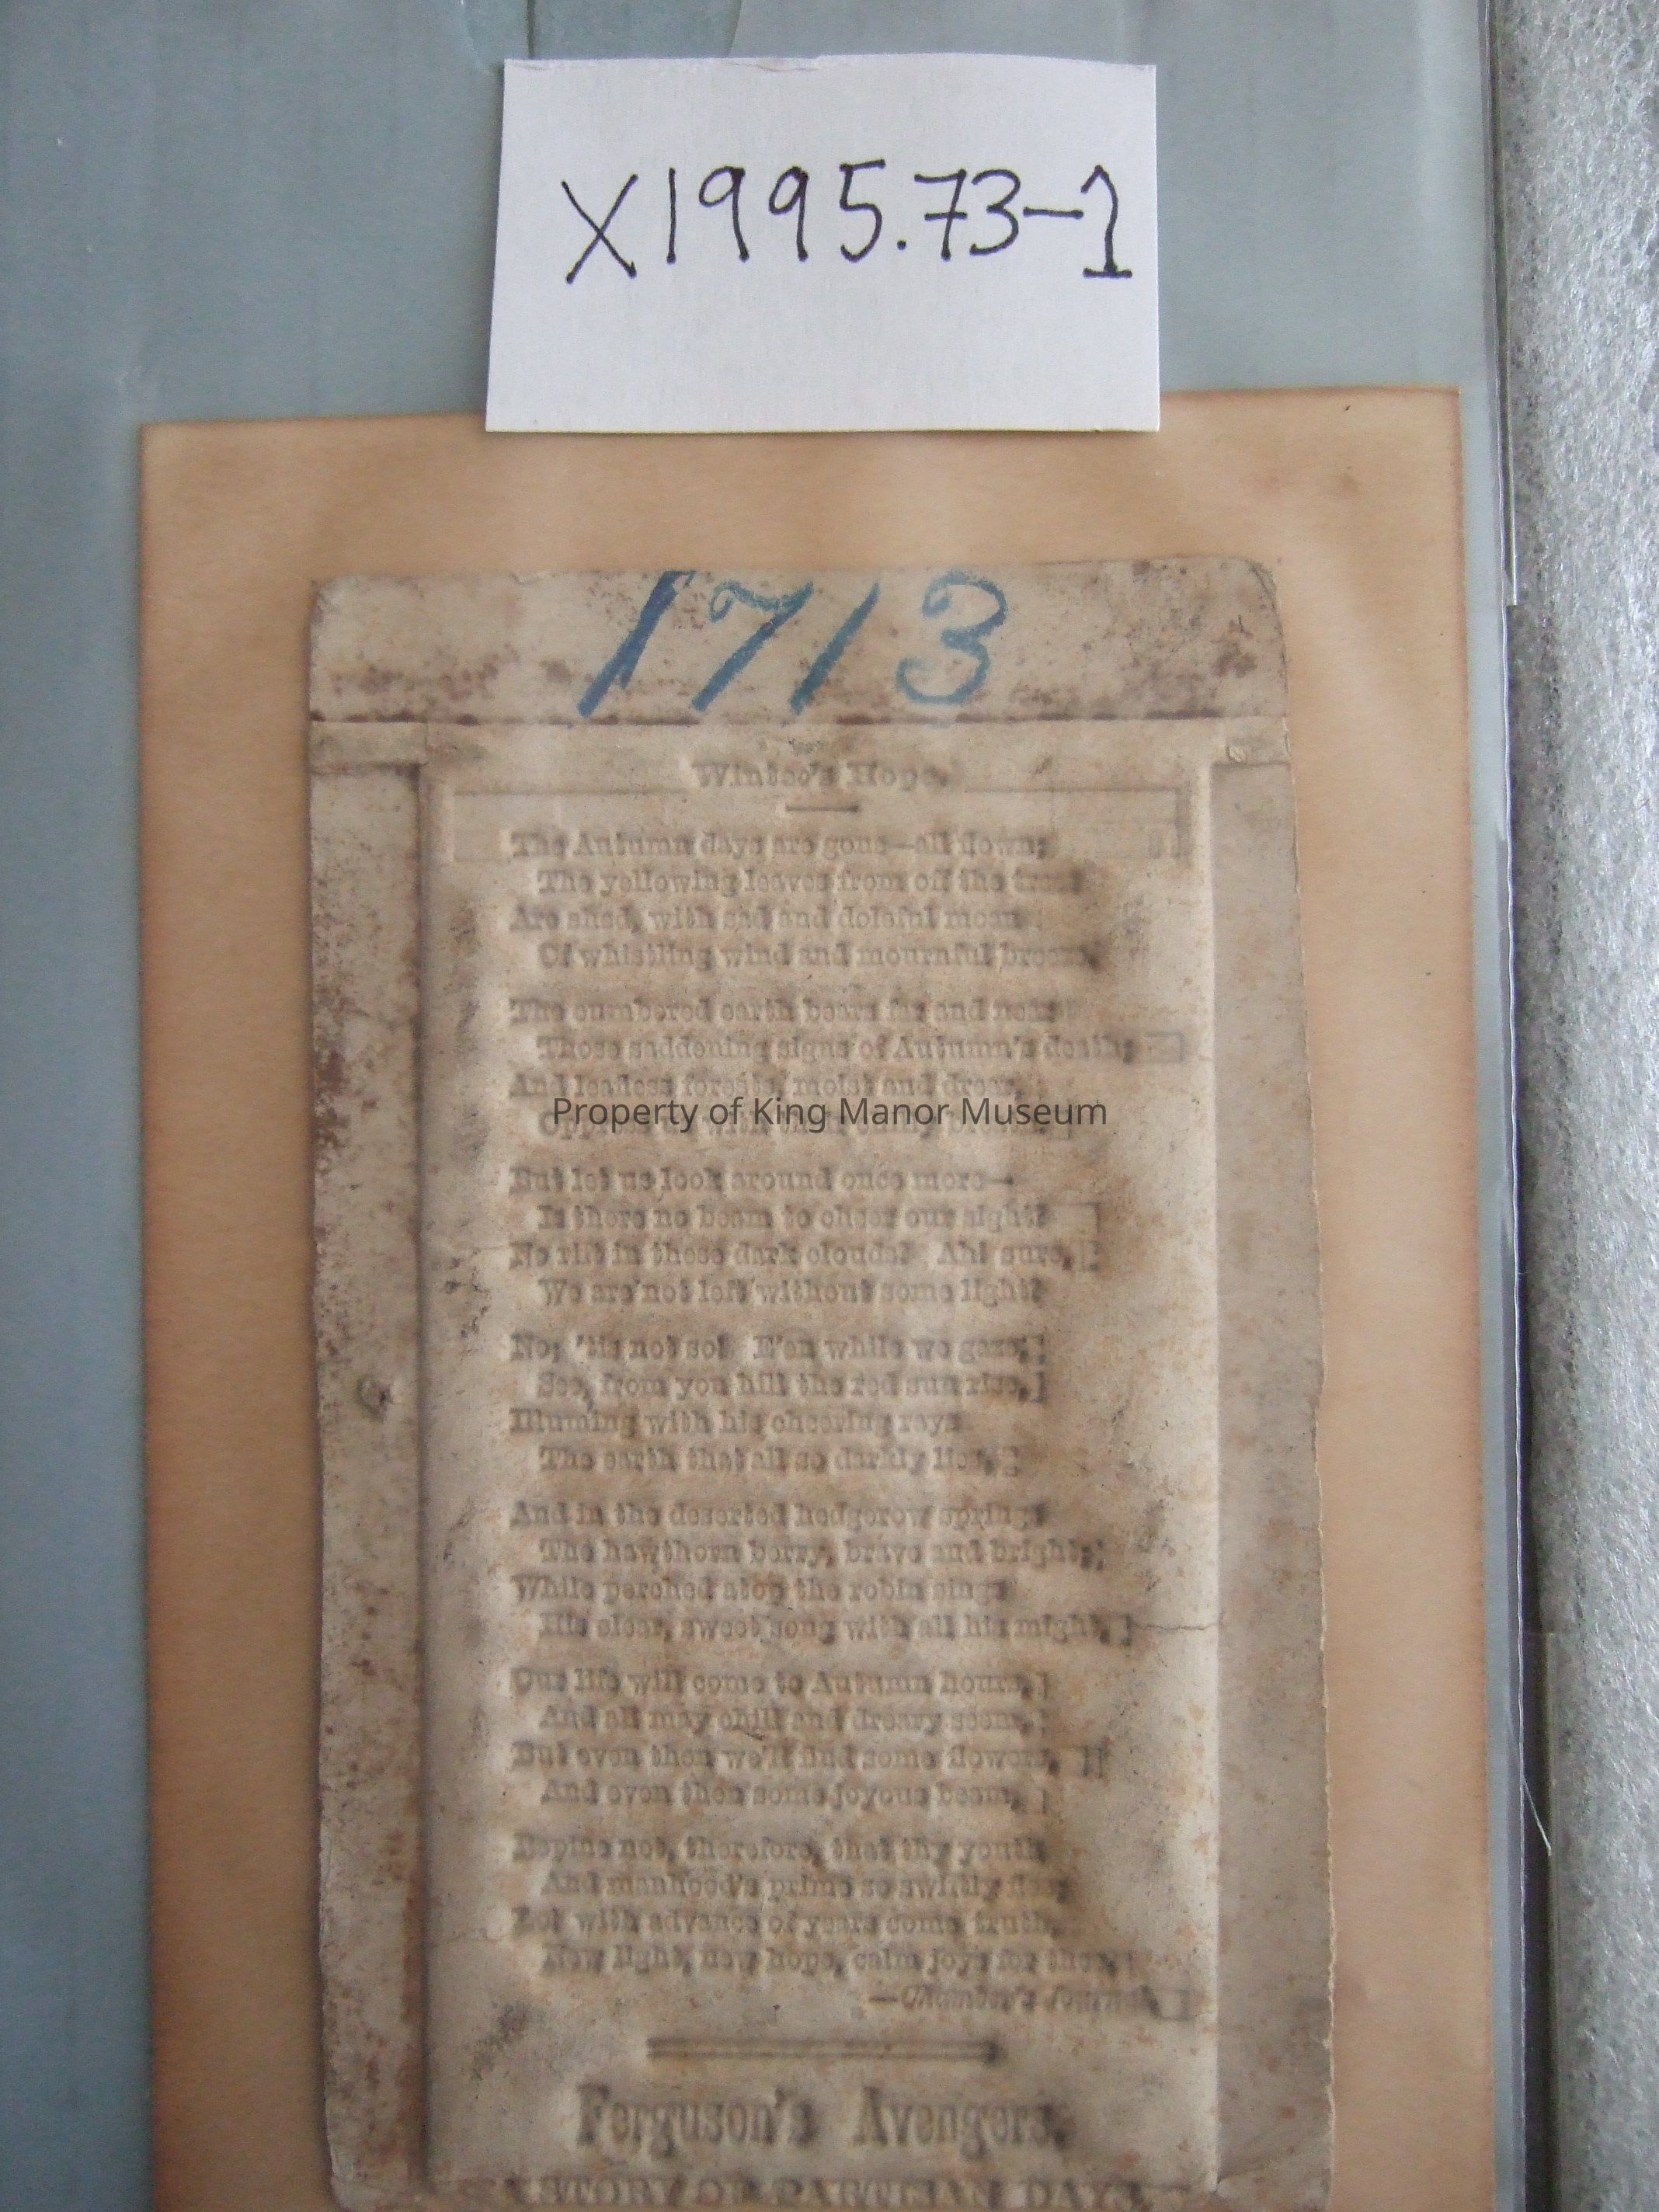 X1995.73-1
1713
Winter's Hope.
The Autumn days are gone—all flown;
The yellowing leaves from off the trees
Are shed, with sad and doleful moan
Of whistling wind and mournful breeze.
The cumbered earth bears far and near
Those saddening signs of Autumn's death;
And leafless forests, moist and drear,
Property of King Manor Museum
with
But let us look around once more—
Is there no beam to cheer our sight?
No rift in these dark clouds? Ah! sure,
We are not left without some light?
No; 'tis not so! E'en while we gaze,
See, from yon hill the red sun rise,
Illuming with his cheering rays
The earth that all so darkly lies.
And in the deserted hedgerow springs
The hawthorn berry, brave and bright;
While perched atop the robin sings
His clear, sweet song with all his might.
Our life will come to Autumn hours,
And all may chill and dreary seem,
But even then we'll find some flowers,
And even then some joyous beam.
Repine not, therefore, that thy youth
And manhood's prime so swiftly flee;
Lo! with advance of years come truth,
New light, new hope, calm joys for thee.
—Chambers's Journal
Ferguson's Avengers.
A STORY OF PARTISAN DAYS.